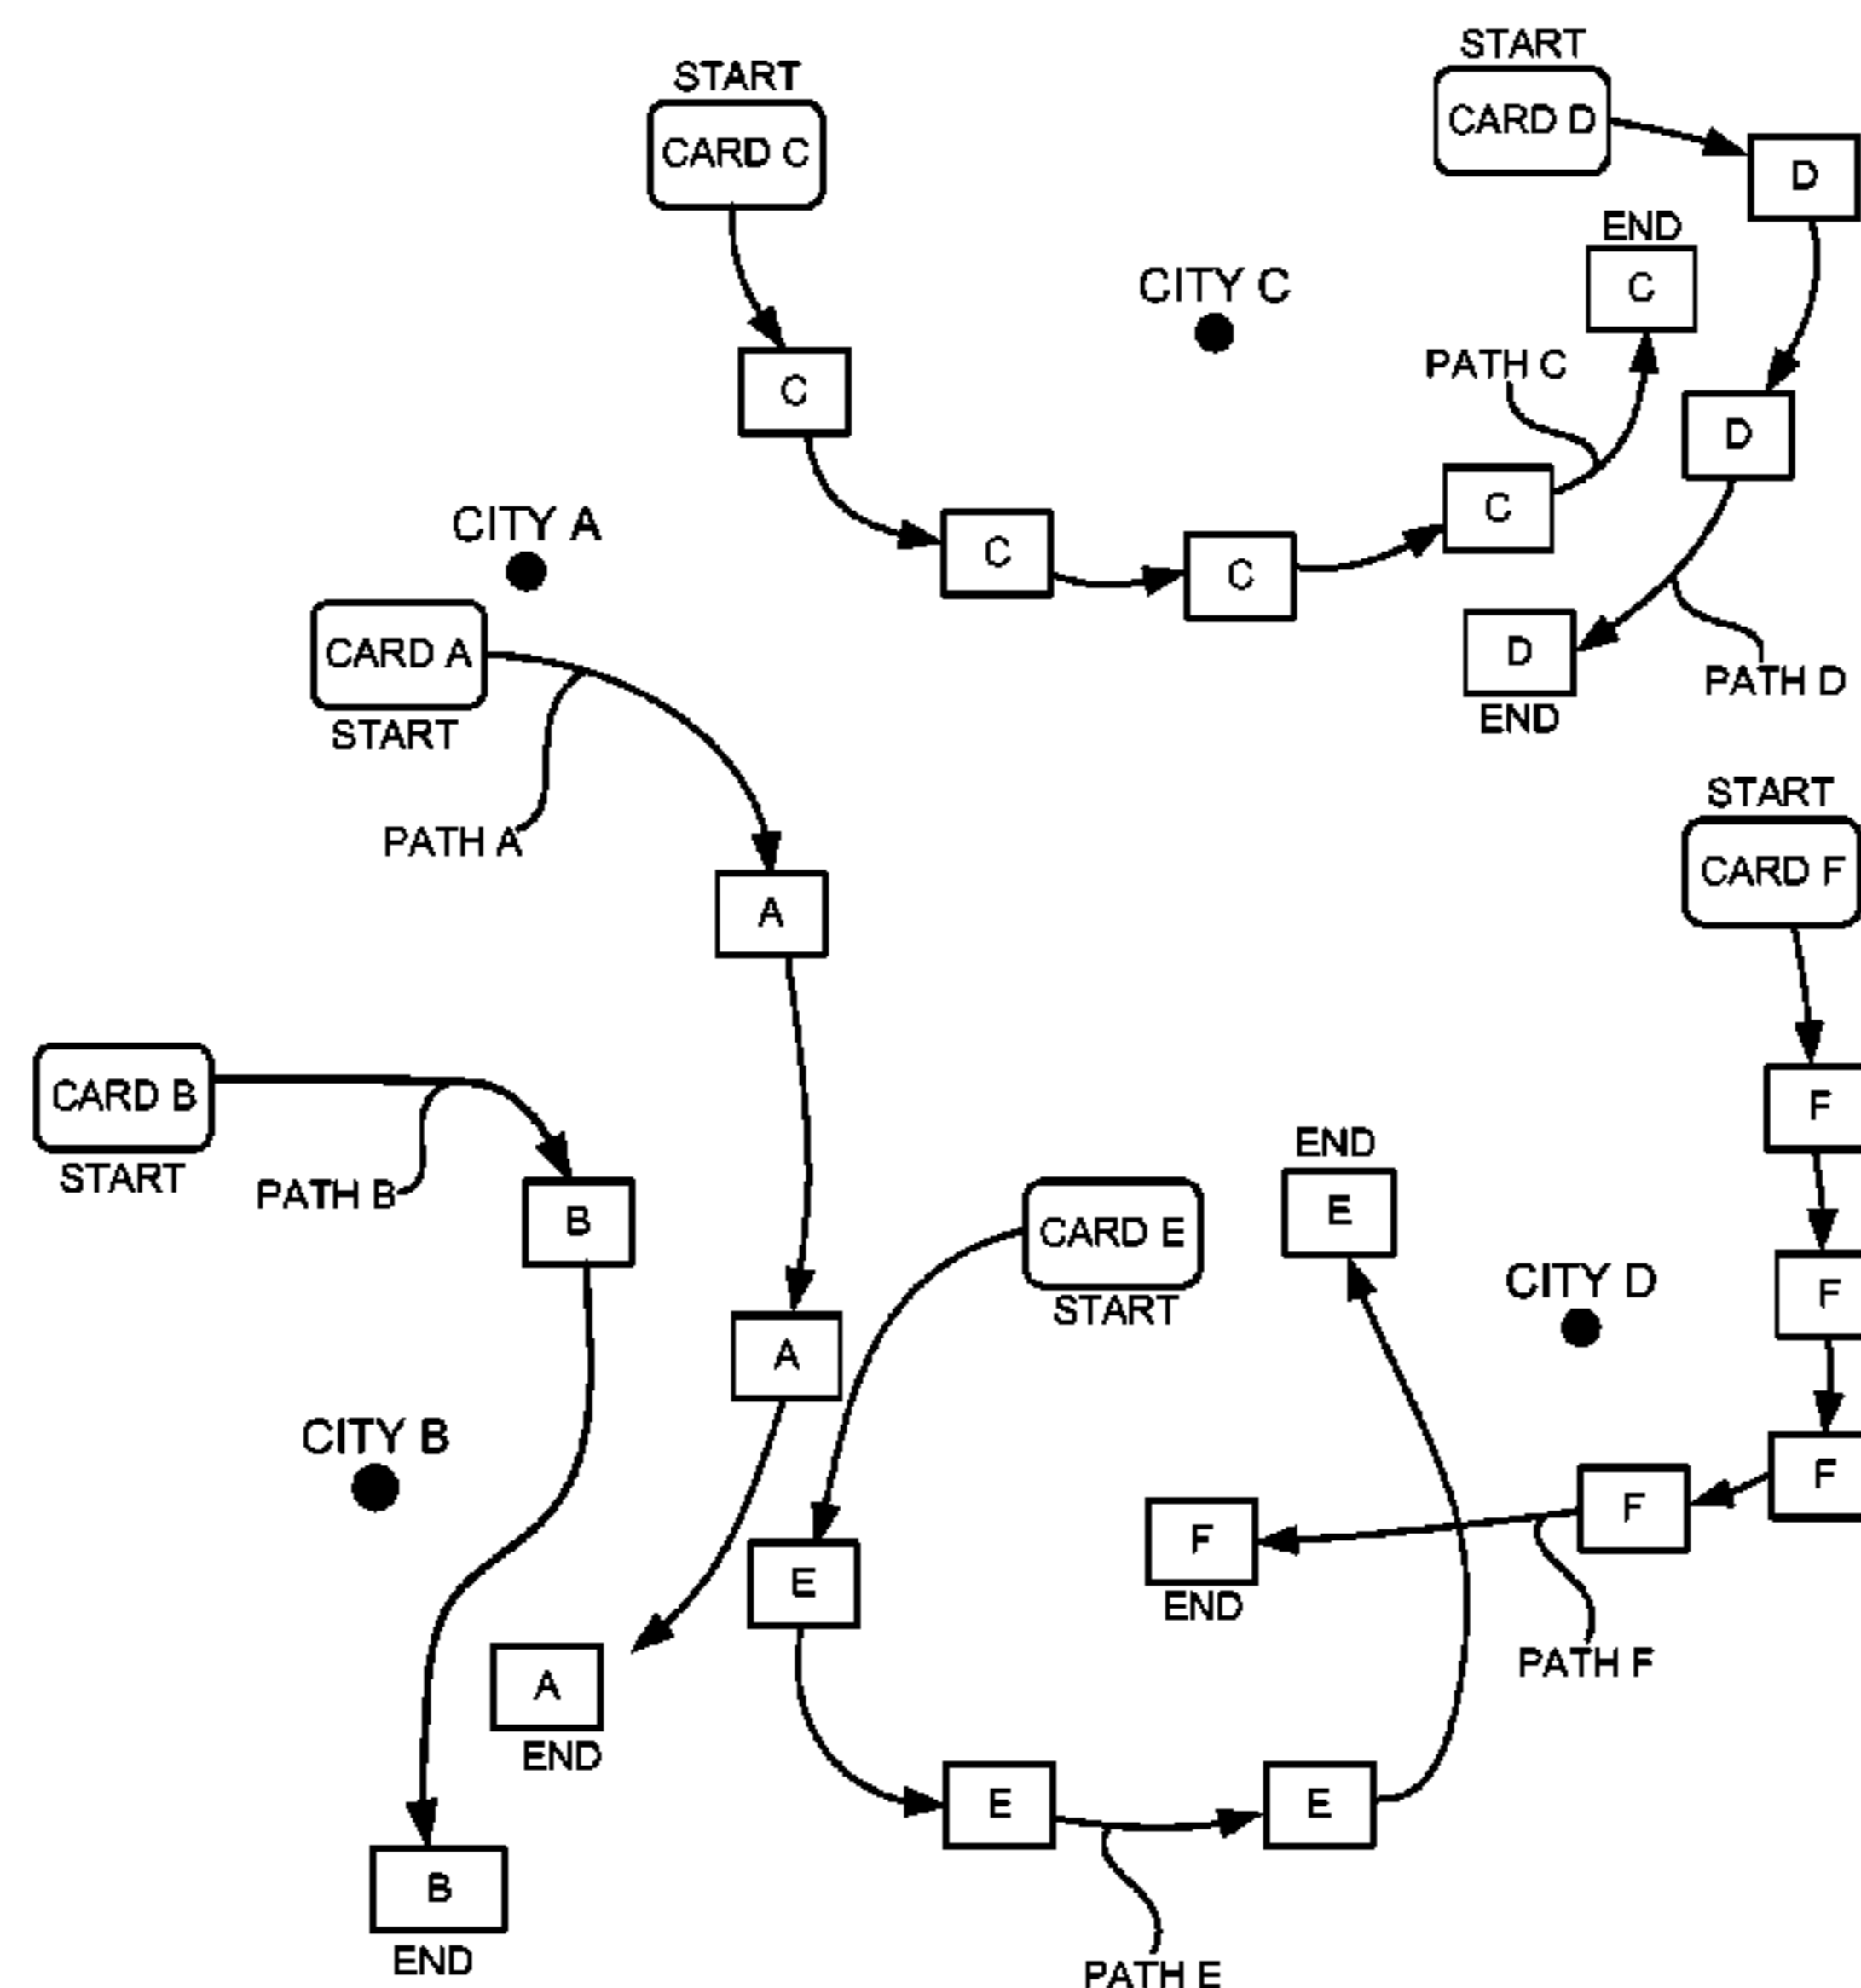 START
CARD D
START
CARD C
D
END
C
CITY C
PATH C
C
D
C
CITY A
C
C
D
END
PATH D
CARD A
START
PATH A
START
CARD F
A
CARD B
START
PATH B
B
F
END
E
CARD E
START
CITY D
F
A
CITY B
F
F
F
END
E
PATH F
A
END
E
E
B
END
PATH E